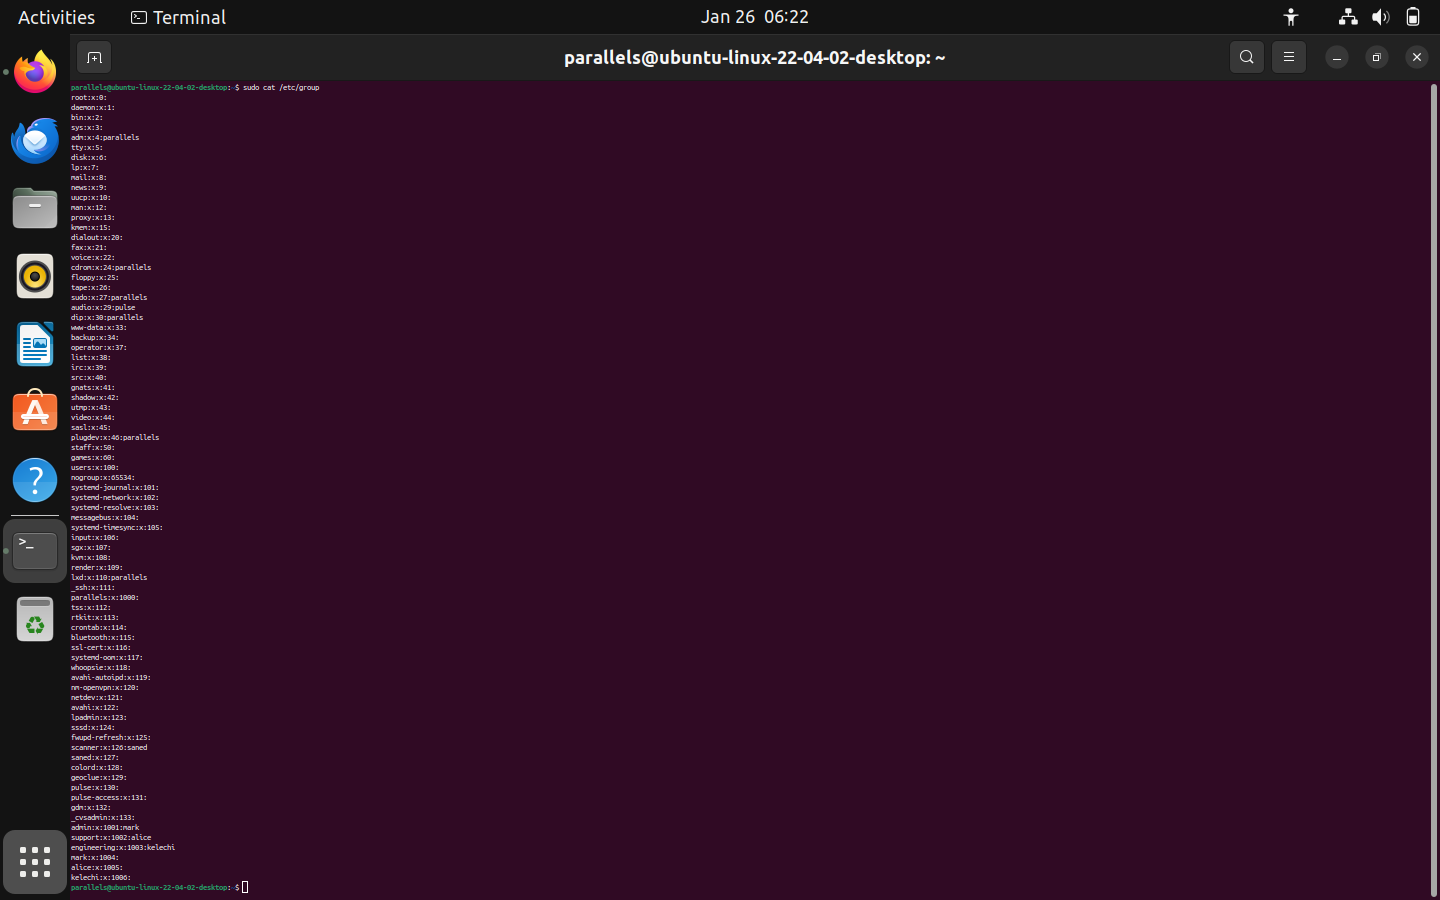 Activities
Terminal
Jan 26 06:22
parallels@ubuntu-linux-22-04-02-desktop: ~
parallels@ubuntu-linux-22-04-02-desktop:~$ sudo cat /etc/group
root:x:0:
daemon:x:1:
bin:x:2:
sys:x:3:
adm:x:4:parallels
tty:x:5:
disk:x:6:
lp:x:7:
mail:x:8:
news:x:9:
uucp:x:10:
man:x:12:
proxy:x:13:
kmem:x:15:
dialout:x:20:
fax:x:21:
voice:x:22:
cdrom:x:24:parallels
floppy:x:25:
tape:x:26:
sudo:x:27:parallels
audio:x:29:pulse
dip:x:30:parallels
www-data:x:33:
backup:x:34:
operator:x:37:
list:x:38:
irc:x:39:
src:x:40:
gnats:x:41:
shadow:x:42:
utmp:x:43:
video:x:44:
sasl:x:45:
plugdev:x:46:parallels
staff:x:50:
games:x:60:
users:x:100:
nogroup:x:65534:
systemd-journal:x:101:
systemd-network:x:102:
systemd-resolve:x:103:
messagebus:x:104:
systemd-timesync:x:105:
input:x:106:
sgx:x:107:
kvm:x:108:
render:x:109:
lxd:x:110:parallels
_ssh:x:111:
parallels:x:1000:
tss:x:112:
rtkit:x:113:
crontab:x:114:
bluetooth:x:115:
ssl-cert:x:116:
systemd-oom:x:117:
whoopsie:x:118:
avahi-autoipd:x:119:
nm-openvpn:x:120:
netdev:x:121:
avahi:x:122:
lpadmin:x:123:
sssd:x:124:
fwupd-refresh:x:125:
scanner:x:126:saned
saned:x:127:
colord:x:128:
geoclue:x:129:
pulse:x:130:
pulse-access:x:131:
gdm:x:132:
_cvsadmin:x:133:
admin:x:1001:mark
support:x:1002:alice
engineering:x:1003:kelechi
mark:x:1004:
alice:x:1005:
kelechi:x:1006:
parallels@ubuntu-linux-22-04-02-desktop:~$